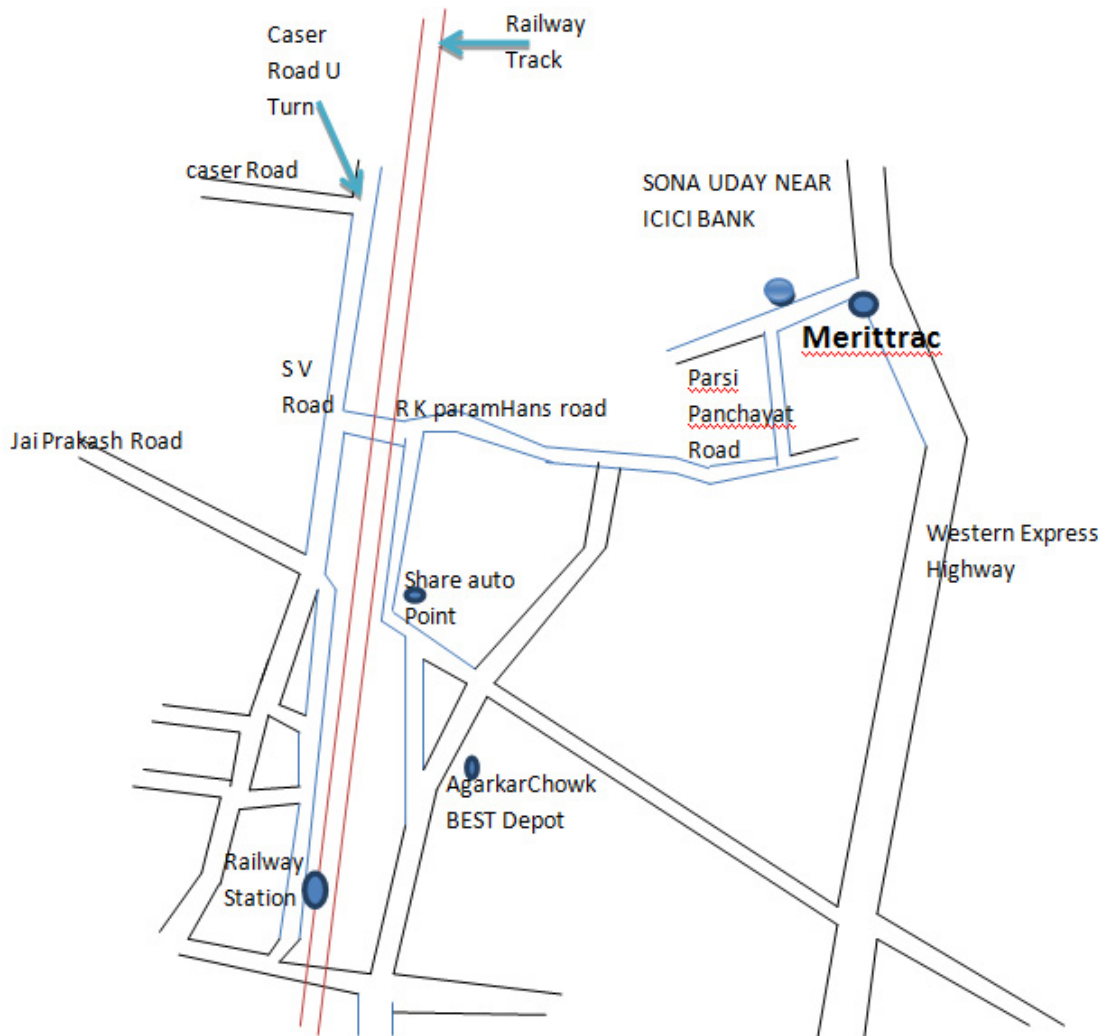 Caser
Road U
Turn
Railway
Track
caser Road
SONA UDAY NEAR
ICICI BANK
Merittrac
S V
Road
R K paramHans road
Parsi
Panchayat
Road
Jai Prakash Road
Western Express
Highway
Share auto
Point
AgarkarChowk
BEST Depot
Railway
Station